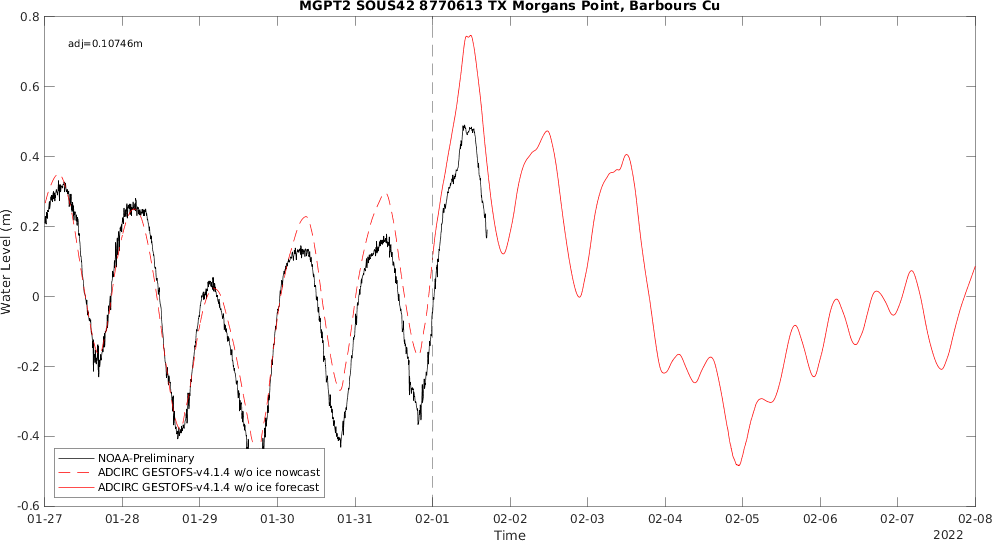 MGPT2 SOUS42 8770613 TX Morgans Point, Barbours Cu
adj=0.10746m
Water Level (m)
0.8
0.6
0.4
0.2
0
-0.2
-0.4
-0.6
NOAA-Preliminary
ADCIRC GESTOFS-v4.1.4 w/o ice nowcast
ADCIRC GESTOFS-v4.1.4 w/o ice forecast
01-27 01-28 01-29 01-30 01-31 02-01 02-02 02-03 02-04 02-05 02-06 02-07 02-08
Time
2022